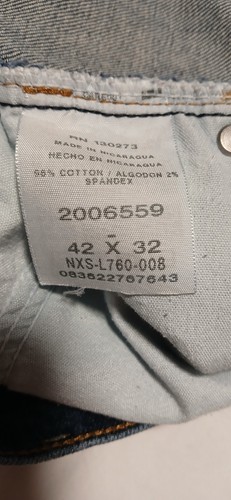 RN 130273
MADE IN NICARAGUA
HECHO EN NICARAGUA
98% COTTON / ALGODON 2%
SPANDEX
2006559
-
42 X 32
NXS-L760-008
083622767643